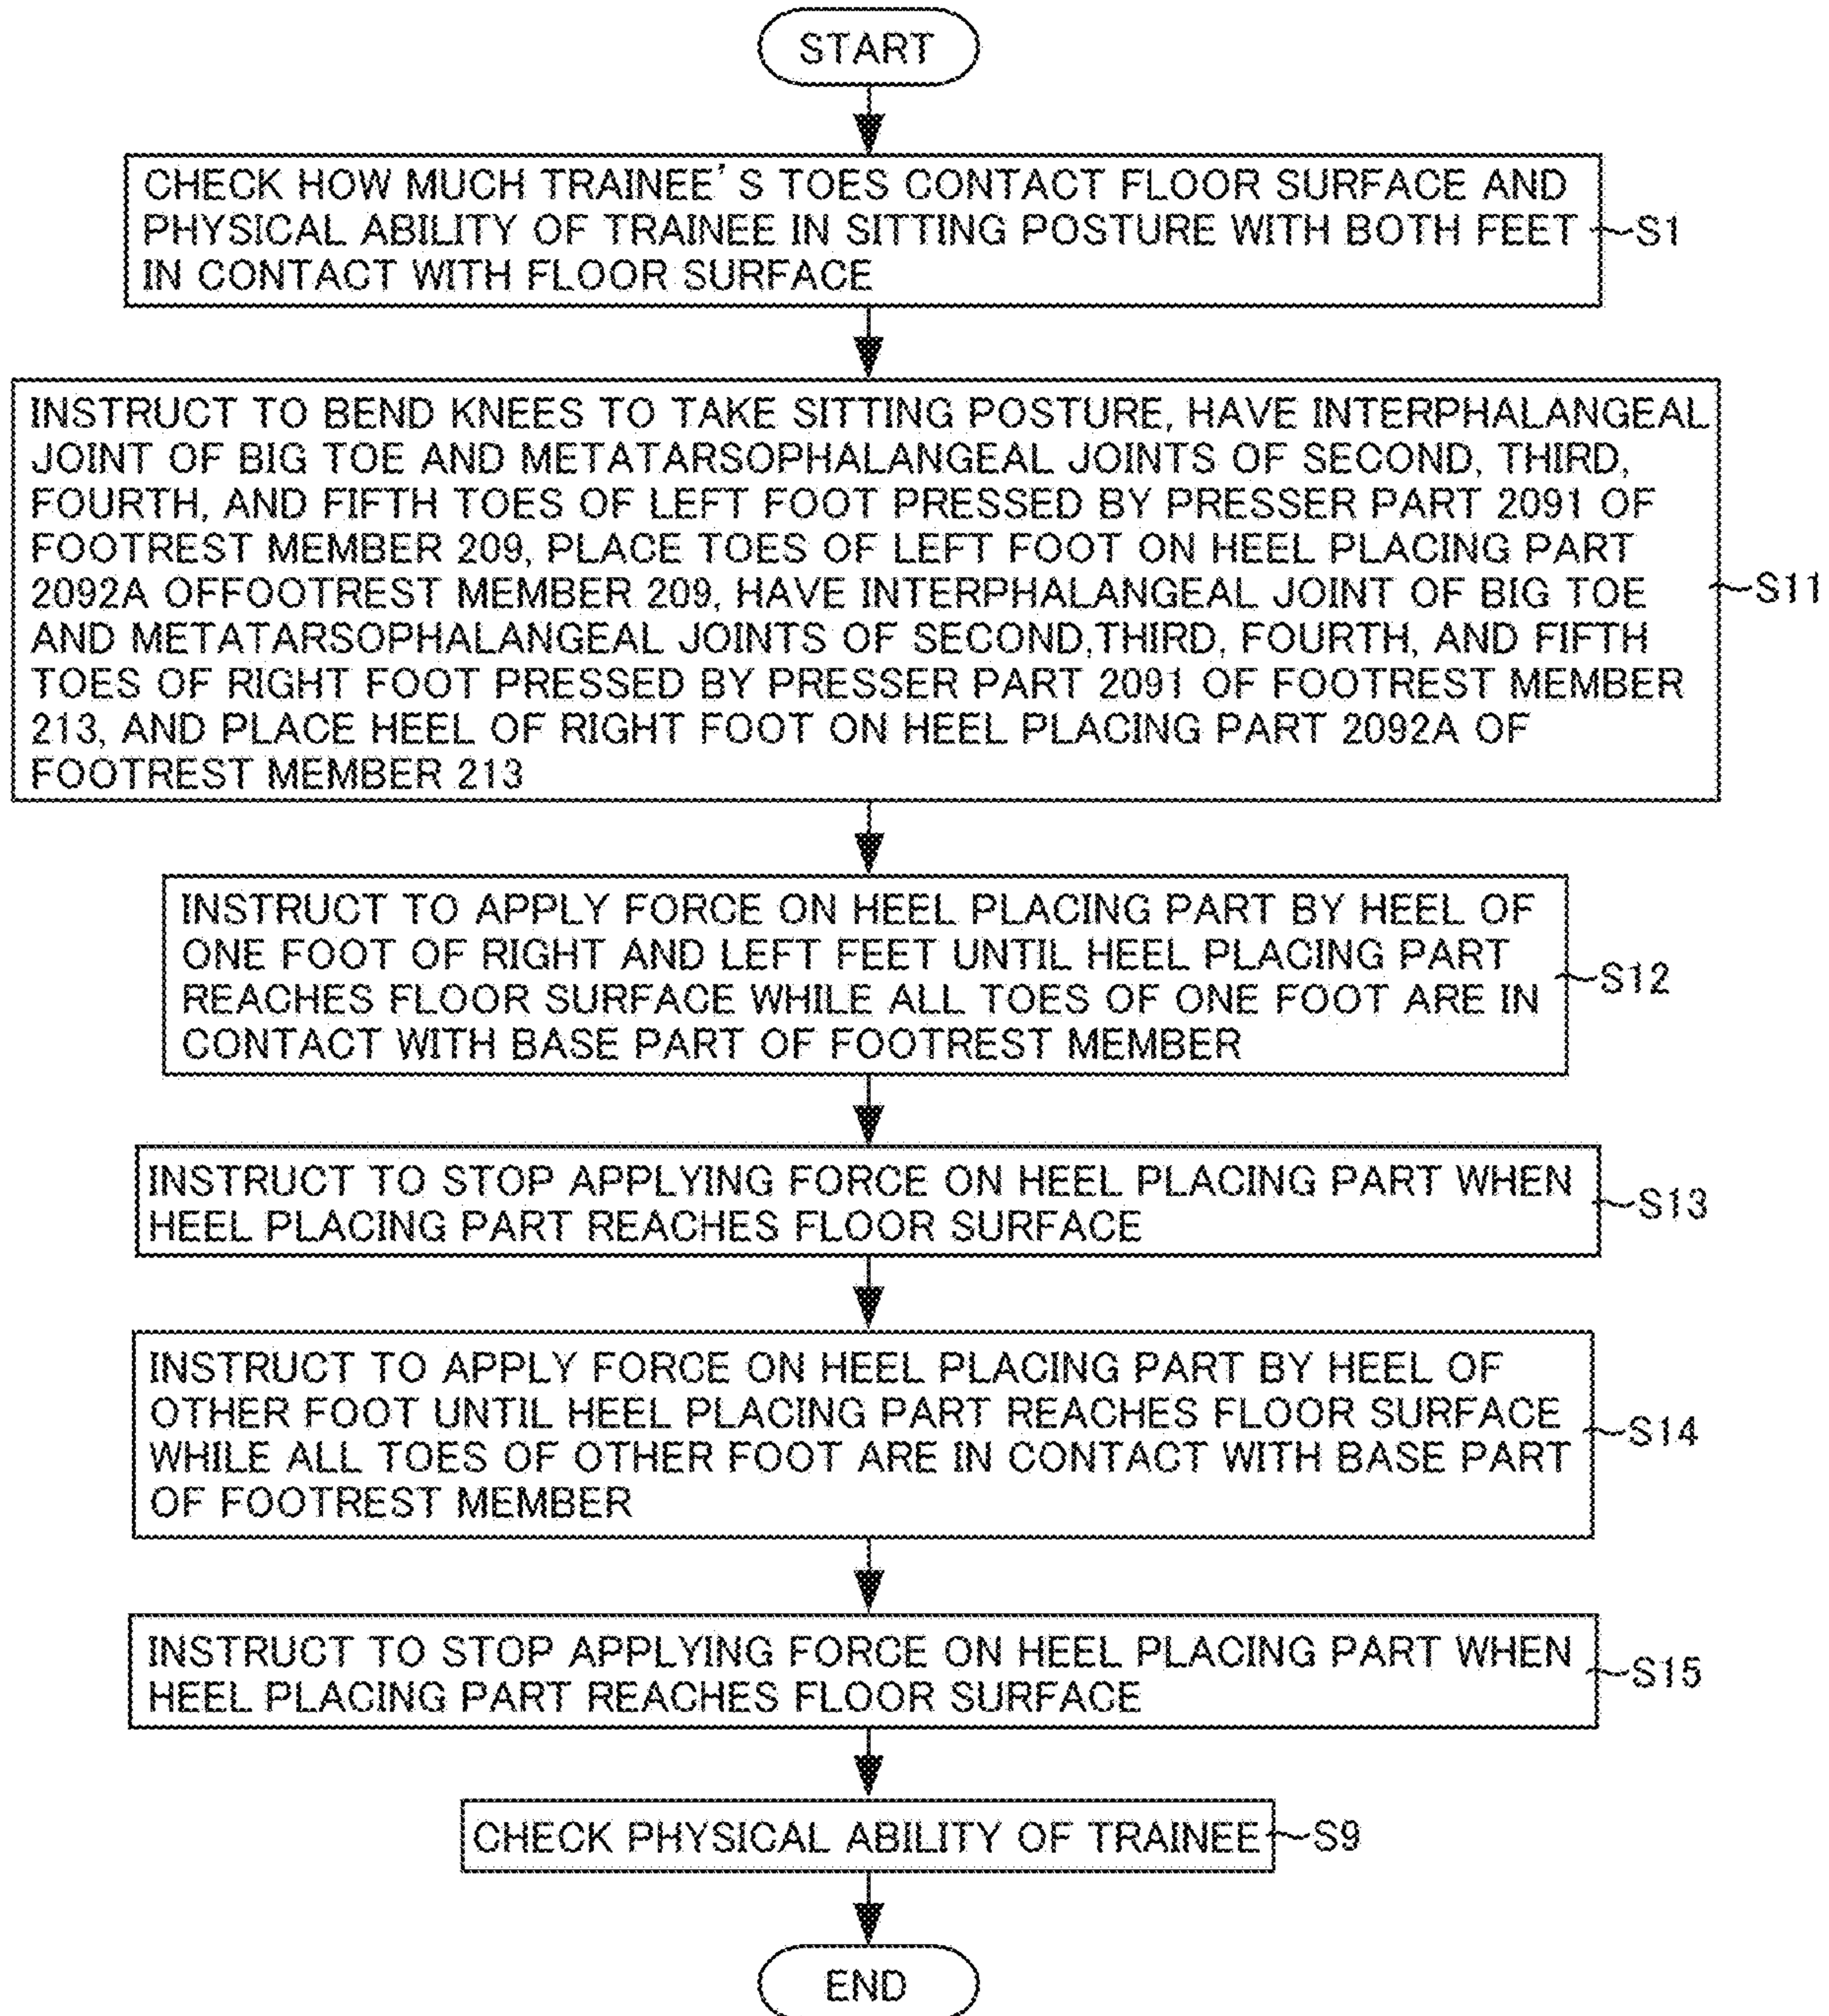 START
CHECK HOW MUCH TRAINEE'S TOES CONTACT FLOOR SURFACE AND
PHYSICAL ABILITY OF TRAINEE IN SITTING POSTURE WITH BOTH FEET
IN CONTACT WITH FLOOR SURFACE
S1
INSTRUCT TO BEND KNEES TO TAKE SITTING POSTURE, HAVE INTERPHALANGEAL
JOINT OF BIG TOE AND METATARSOPHALANGEAL JOINTS OF SECOND, THIRD,
FOURTH, AND FIFTH TOES OF LEFT FOOT PRESSED BY PRESSER PART 2091 OF
FOOTREST MEMBER 209, PLACE TOES OF LEFT FOOT ON HEEL PLACING PART
2092A OFFOOTREST MEMBER 209, HAVE INTERPHALANGEAL JOINT OF BIG TOE
AND METATARSOPHALANGEAL JOINTS OF SECOND,THIRD, FOURTH, AND FIFTH
TOES OF RIGHT FOOT PRESSED BY PRESSER PART 2091 OF FOOTREST MEMBER
213, AND PLACE HEEL OF RIGHT FOOT ON HEEL PLACING PART 2092A OF
FOOTREST MEMBER 213
S11
INSTRUCT TO APPLY FORCE ON HEEL PLACING PART BY HEEL OF
ONE FOOT OF RIGHT AND LEFT FEET UNTIL HEEL PLACING PART
REACHES FLOOR SURFACE WHILE ALL TOES OF ONE FOOT ARE IN
CONTACT WITH BASE PART OF FOOTREST MEMBER
S12
INSTRUCT TO STOP APPLYING FORCE ON HEEL PLACING PART WHEN
HEEL PLACING PART REACHES FLOOR SURFACE
S13
INSTRUCT TO APPLY FORCE ON HEEL PLACING PART BY HEEL OF
OTHER FOOT UNTIL HEEL PLACING PART REACHES FLOOR SURFACE
WHILE ALL TOES OF OTHER FOOT ARE IN CONTACT WITH BASE PART
OF FOOTREST MEMBER
S14
INSTRUCT TO STOP APPLYING FORCE ON HEEL PLACING PART WHEN
HEEL PLACING PART REACHES FLOOR SURFACE
S15
CHECK PHYSICAL ABILITY OF TRAINEE
S9
END